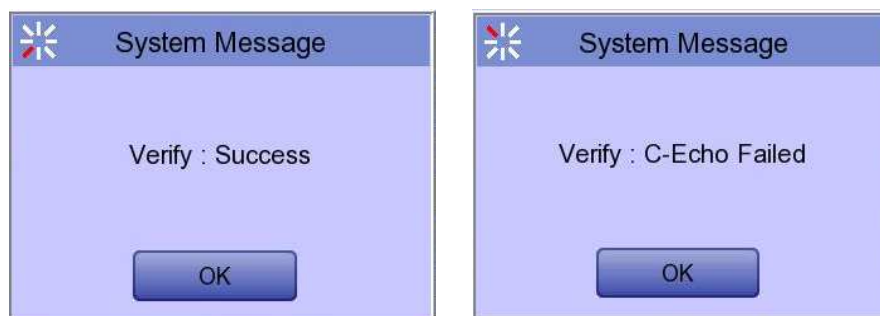 System Message
Verify : Success
OK
System Message
Verify : C-Echo Failed
OK